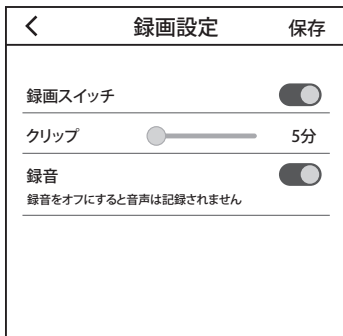 録画設定 保存
録画スイッチ
クリップ 5分
録音
録音をオフにすると音声は記録されません